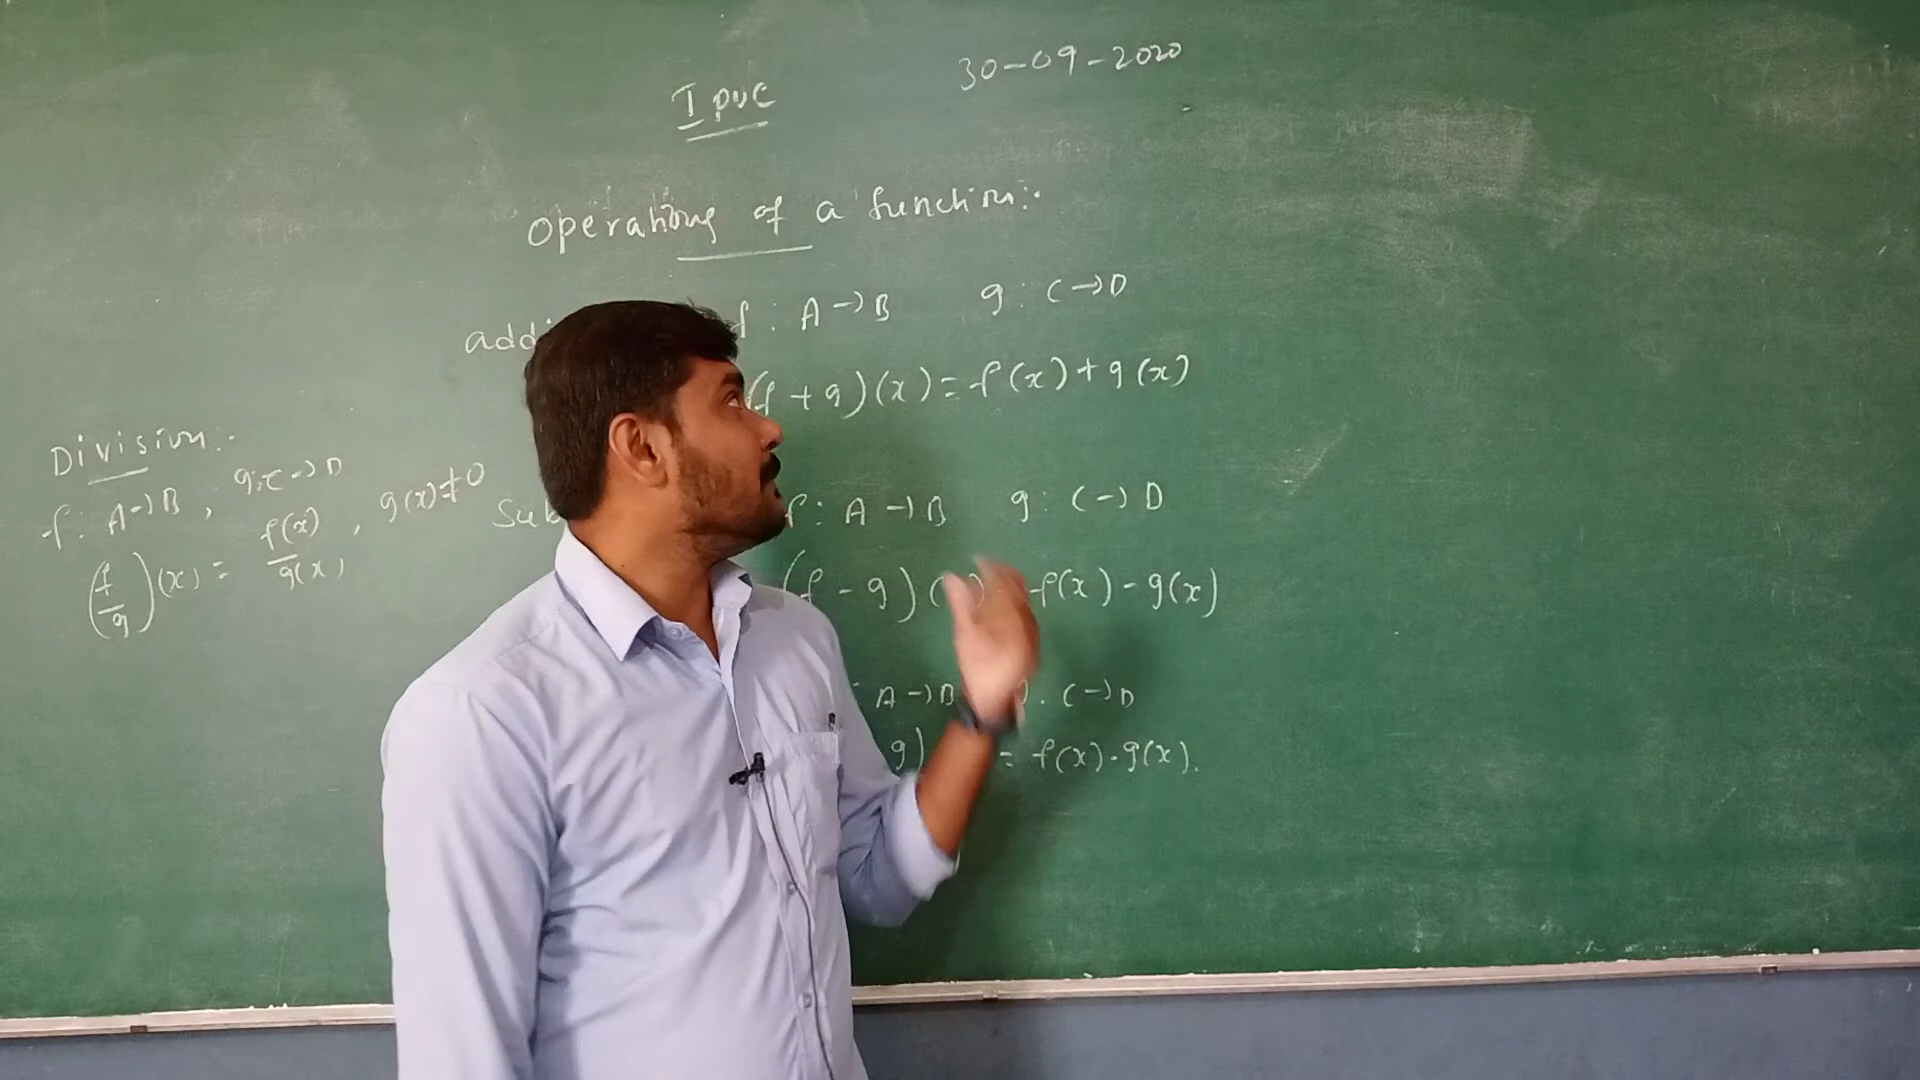 I PUC
30-09-2020
Operations of a function:-
f : A→B g : C→D
(f + g)(x) = f(x) + g(x)
f : A→B g : C→D
(f - g) f(x) - g(x)
A→B C→D
g) = f(x).g(x).
Division:-
f : A→B , g:C→D
(f/g)(x) = f(x)/g(x) , g(x)≠0